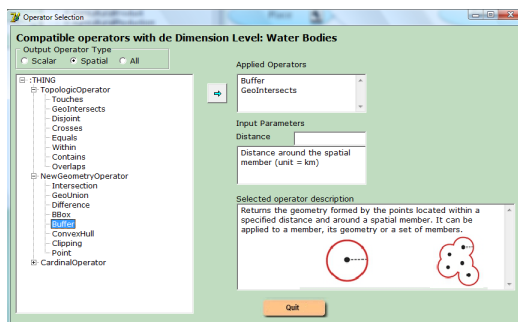 Operator Selection
Compatible operators with de Dimension Level: Water Bodies
Output Operator Type
Scalar Spatial All
:THING
TopologicOperator
Touches
GeoIntersects
Disjoint
Crosses
Equals
Within
Contains
Overlaps
NewGeometryOperator
Intersection
GeoUnion
Difference
BBox
Buffer
ConvexHull
Clipping
Point
CardinalOperator
Applied Operators
Buffer
GeoIntersects
Input Parameters
Distance
Distance around the spatial
member (unit = km)
Selected operator description
Returns the geometry formed by the points located within a
specified distance and around a spatial member. It can be
applied to a member, its geometry or a set of members.
Quit